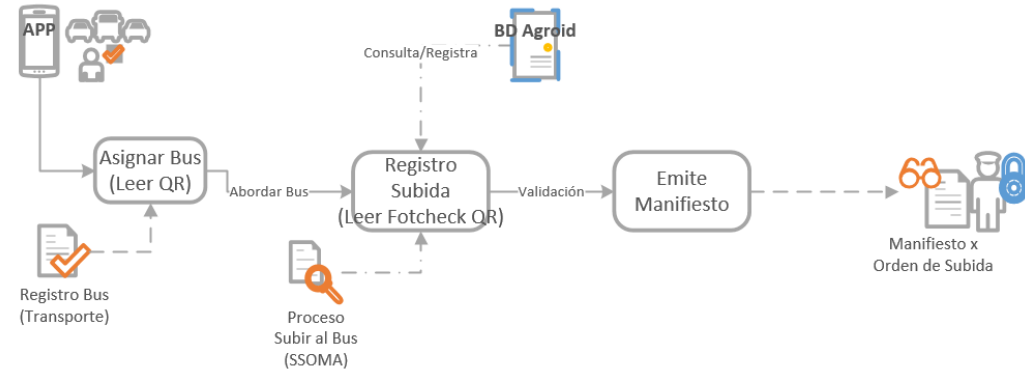 APP
BD Agroid
Consulta/Registra
Asignar Bus
(Leer QR)
Abordar Bus
Registro
Subida
(Leer Fotcheck QR)
Validación
Emite
Manifiesto
Manifiesto x
Orden de Subida
Registro Bus
(Transporte)
Proceso
Subir al Bus
(SSOMA)